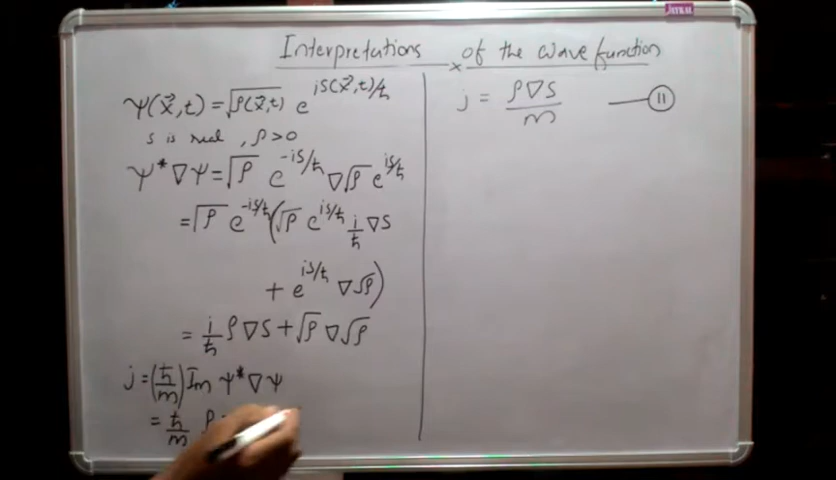 Interpretations of the wave function
ψ(x⃗,t) = √ρ(x⃗,t) e^{iS(x⃗,t)/ħ}
S is real, ρ>0
ψ* ∇ψ = √ρ e^{-iS/ħ} ∇√ρ e^{iS/ħ}
= √ρ e^{-iS/ħ} (√ρ e^{iS/ħ} i/ħ ∇S
+ e^{iS/ħ} ∇√ρ)
= i/ħ ρ∇S + √ρ ∇√ρ
j = (ħ/m) Im ψ* ∇ψ
= ħ/m ρ
j = ρ∇S/m — 11